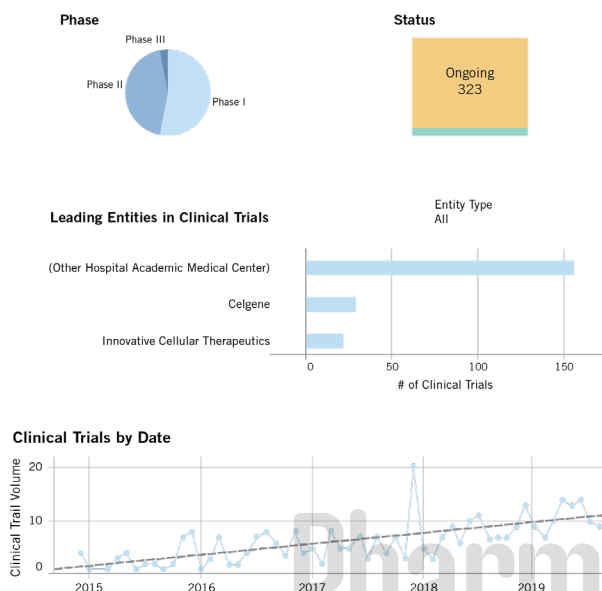 Phase
Status
Phase III
Phase II
Phase I
Ongoing
323
Entity Type
All
Leading Entities in Clinical Trials
(Other Hospital Academic Medical Center)
Celgene
Innovative Cellular Therapeutics
0 50 100 150
# of Clinical Trials
Clinical Trials by Date
Clinical Trail Volume
20
10
0
Pharm
2015 2016 2017 2018 2019